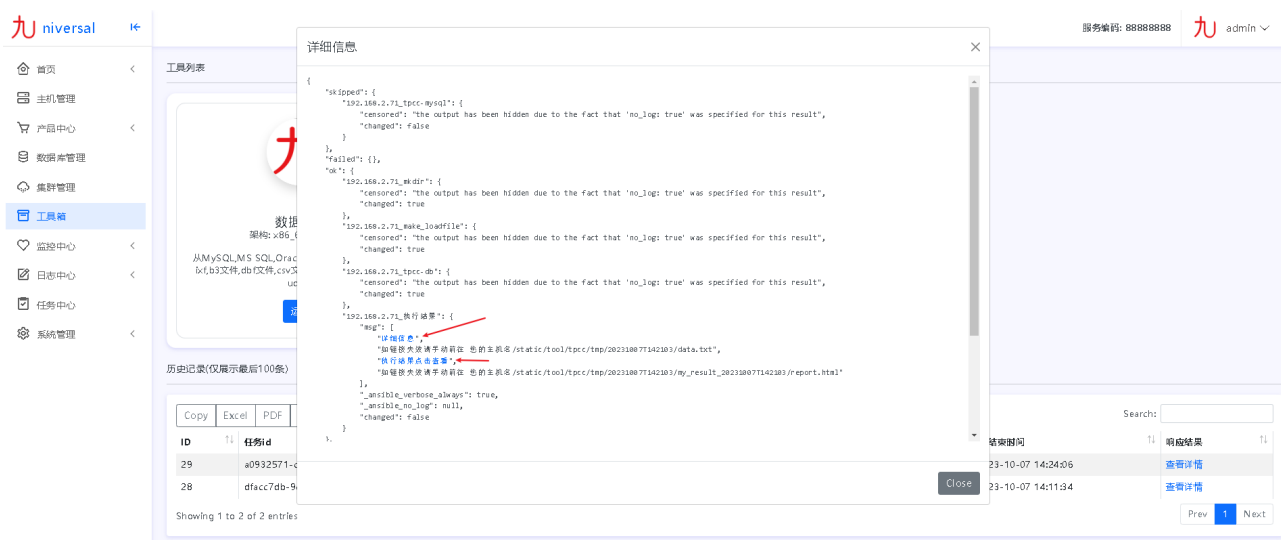 九 niversal
服务编码: 88888888
九 admin
首页
主机管理
产品中心
数据库管理
集群管理
工具箱
监控中心
日志中心
任务中心
系统管理
工具列表
九
数据
架构: x86_6
从MySQL,MS SQL,Orac
ixf,b3文件,dbf文件,csv文
历史记录(仅展示最后100条)
Copy Excel PDF
Search:
ID 任务id 结束时间 响应结果
29 a0932571- 23-10-07 14:24:06 查看详情
28 dfacc7db-9 23-10-07 14:11:34 查看详情
Showing 1 to 2 of 2 entries
Prev 1 Next
详细信息
{
"skipped": {
"192.168.2.71_tpcc-mysql": {
"censored": "the output has been hidden due to the fact that 'no_log: true' was specified for this result",
"changed": false
}
},
"failed": {},
"ok": {
"192.168.2.71_mkdir": {
"censored": "the output has been hidden due to the fact that 'no_log: true' was specified for this result",
"changed": true
},
"192.168.2.71_make_loadfile": {
"censored": "the output has been hidden due to the fact that 'no_log: true' was specified for this result",
"changed": true
},
"192.168.2.71_tpcc-db": {
"censored": "the output has been hidden due to the fact that 'no_log: true' was specified for this result",
"changed": true
},
"192.168.2.71_执行结果": {
"msg": [
"详细信息",
"如链接失效请手动前往 您的主机名/static/tool/tpcc/tmp/20231007T142103/data.txt",
"执行结果点击查看",
"如链接失效请手动前往 您的主机名/static/tool/tpcc/tmp/20231007T142103/my_result_20231007T142103/report.html"
],
"_ansible_verbose_always": true,
"_ansible_no_log": null,
"changed": false
}
},
Close